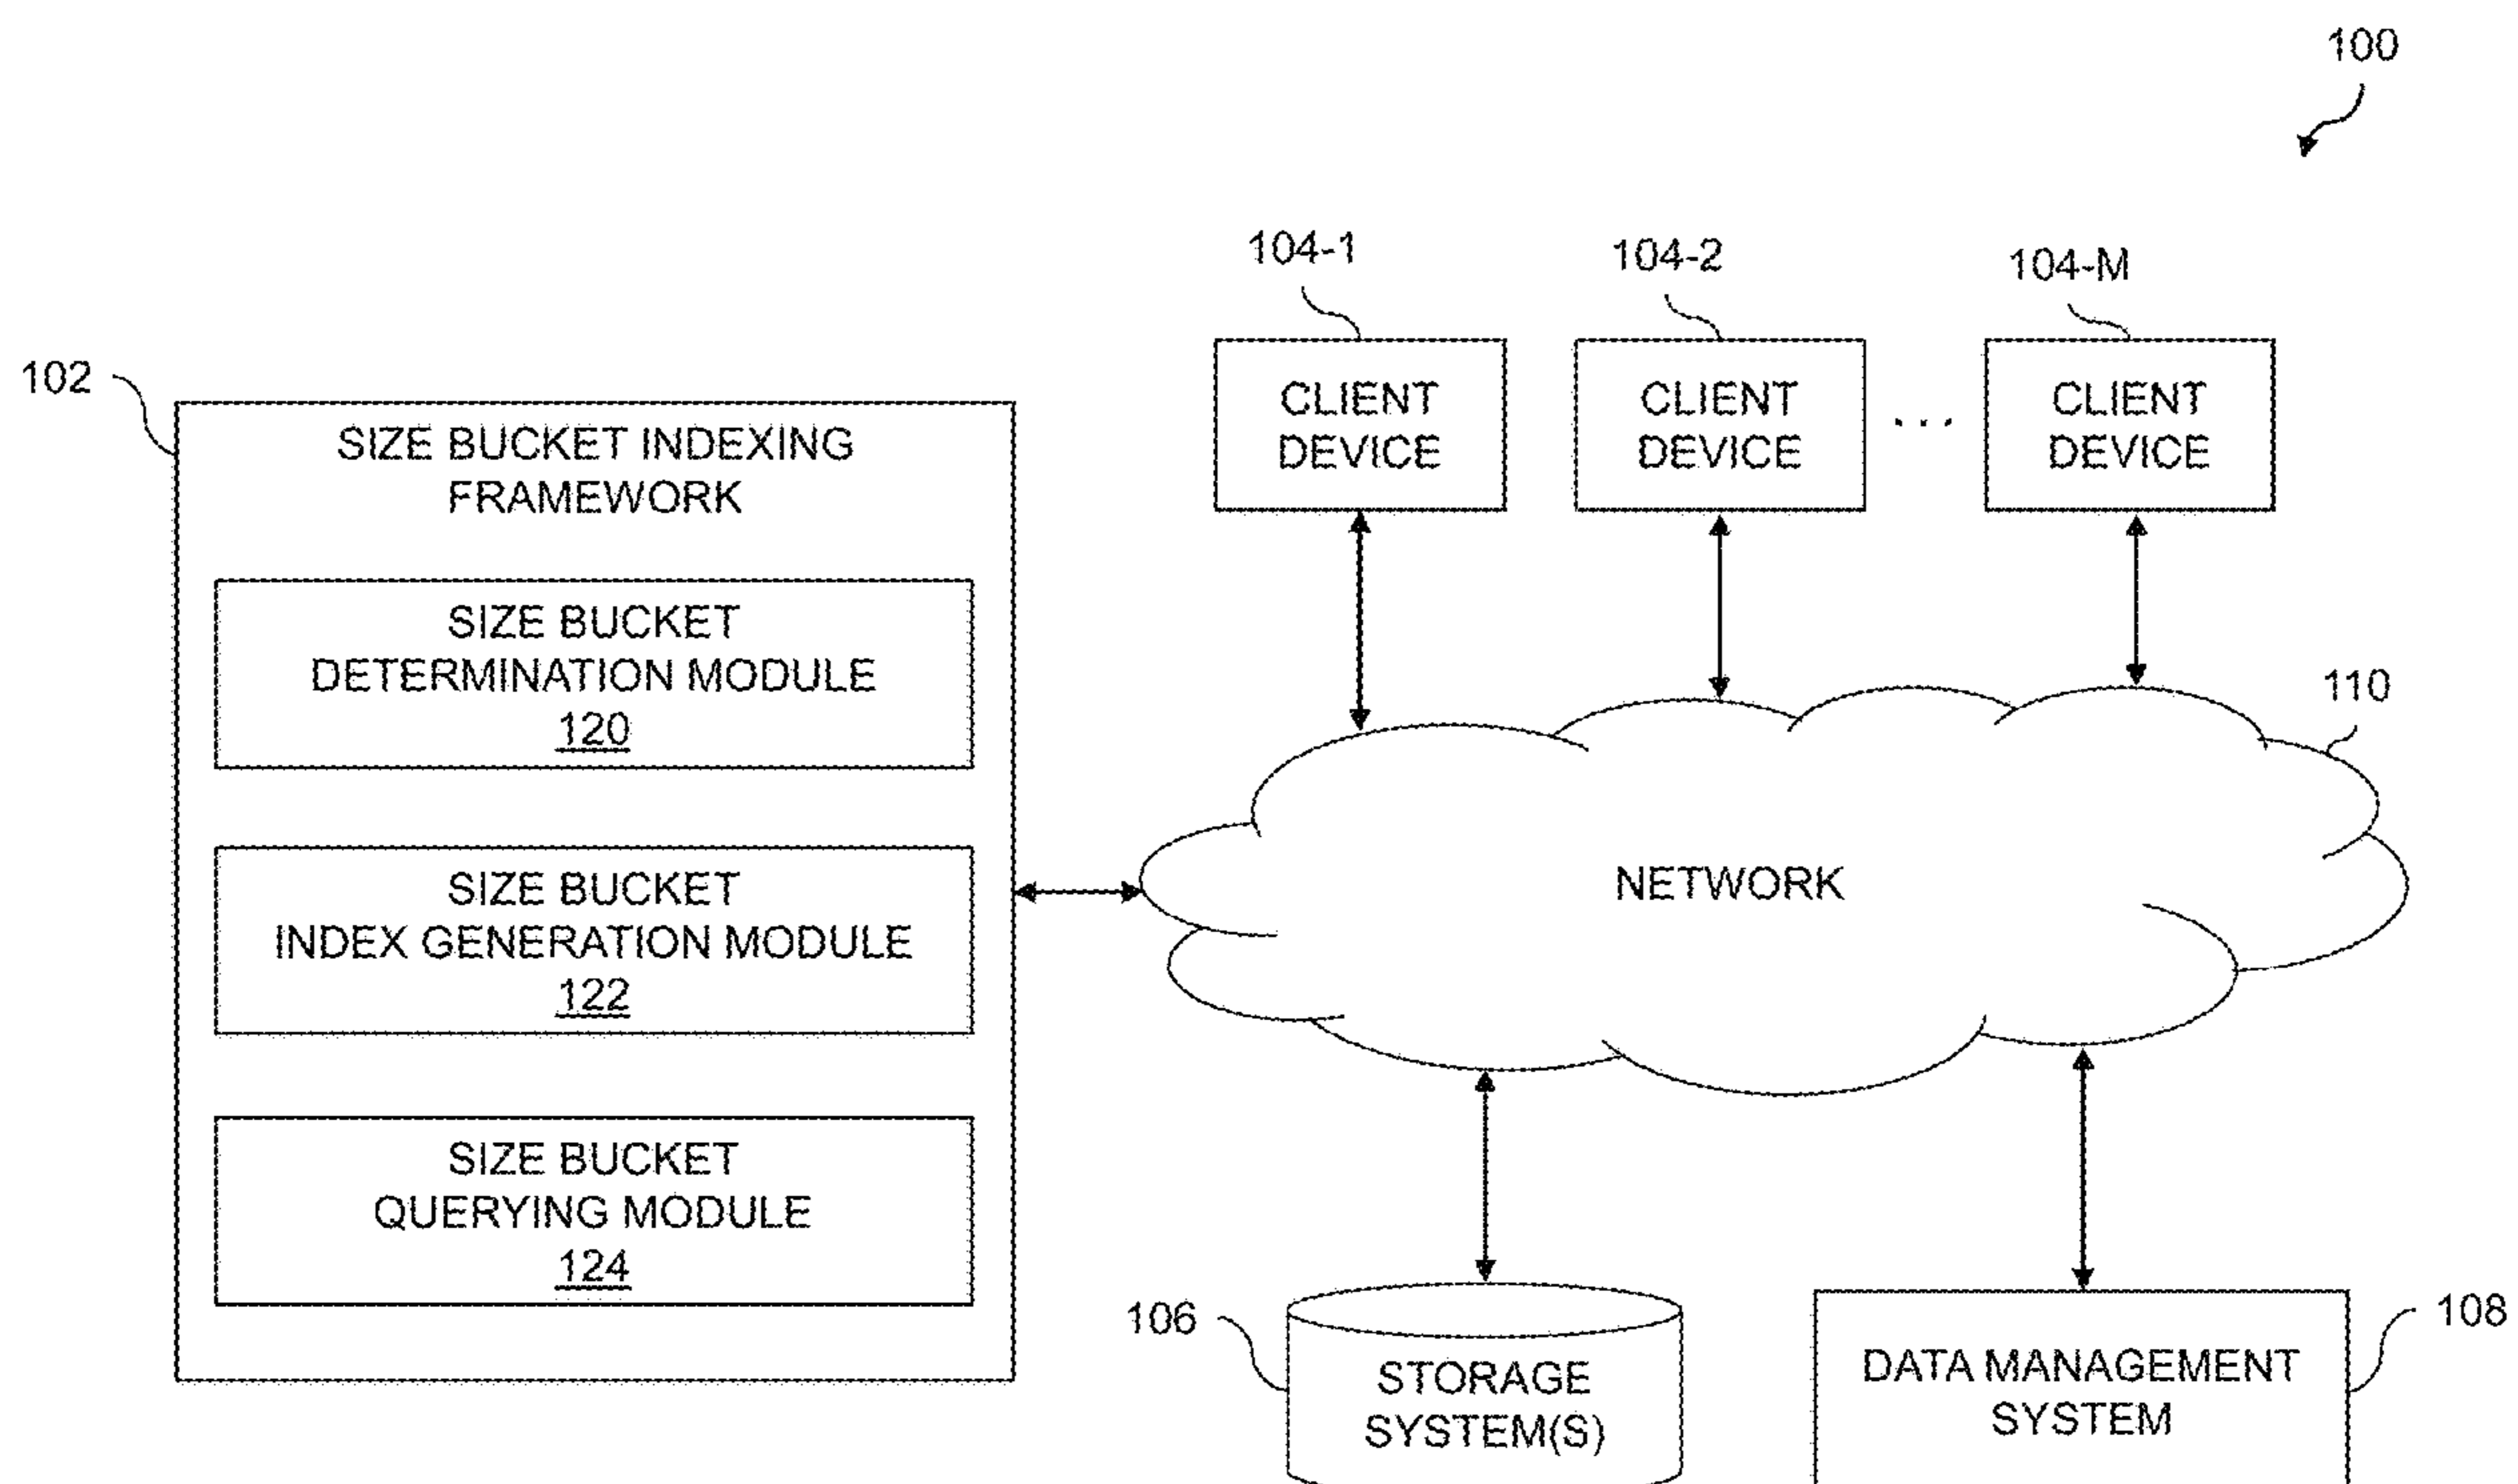 100
104-1
104-2
104-M
102
CLIENT
DEVICE
CLIENT
DEVICE
...
CLIENT
DEVICE
SIZE BUCKET INDEXING
FRAMEWORK
SIZE BUCKET
DETERMINATION MODULE
120
SIZE BUCKET
INDEX GENERATION MODULE
122
SIZE BUCKET
QUERYING MODULE
124
110
NETWORK
106
STORAGE
SYSTEM(S)
DATA MANAGEMENT
SYSTEM
108